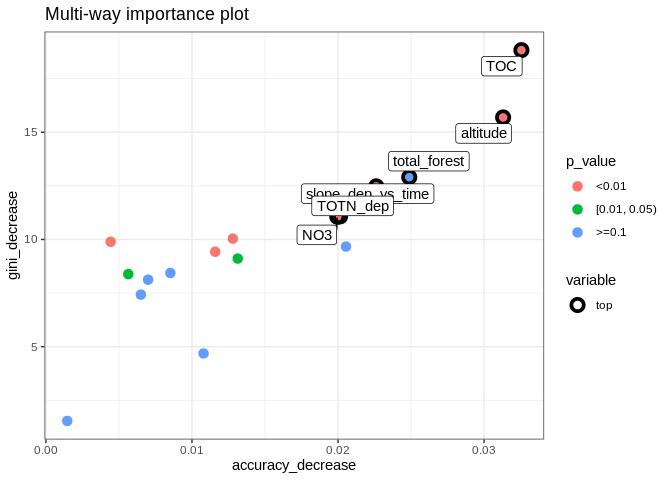 Multi-way importance plot
gini_decrease
15
10
5
0.00
0.01
0.02
0.03
accuracy_decrease
TOC
altitude
total_forest
slope_dep_vs_time
TOTN_dep
NO3
p_value
<0.01
[0.01, 0.05)
>=0.1
variable
top